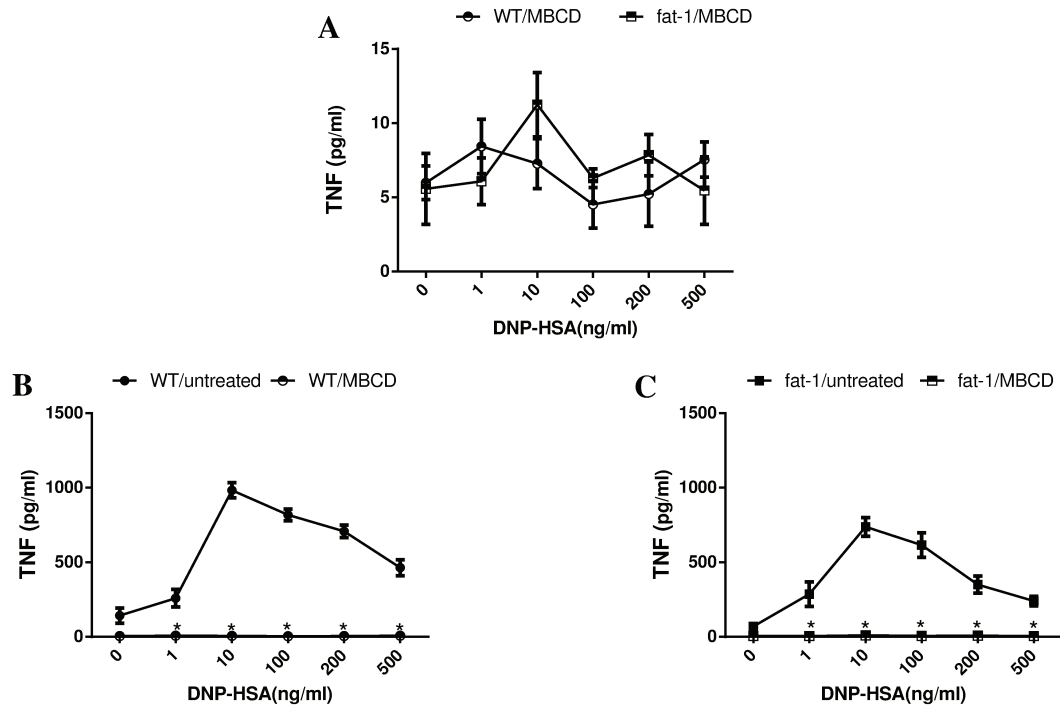 A
WT/MBCD fat-1/MBCD
15
10
5
0
TNF (pg/ml)
0 1 10 100 200 500
DNP-HSA(ng/ml)
B
WT/untreated WT/MBCD
1500
1000
500
0
TNF (pg/ml)
* * * * *
0 1 10 100 200 500
DNP-HSA(ng/ml)
C
fat-1/untreated fat-1/MBCD
1500
1000
500
0
TNF (pg/ml)
* * * * *
0 1 10 100 200 500
DNP-HSA(ng/ml)